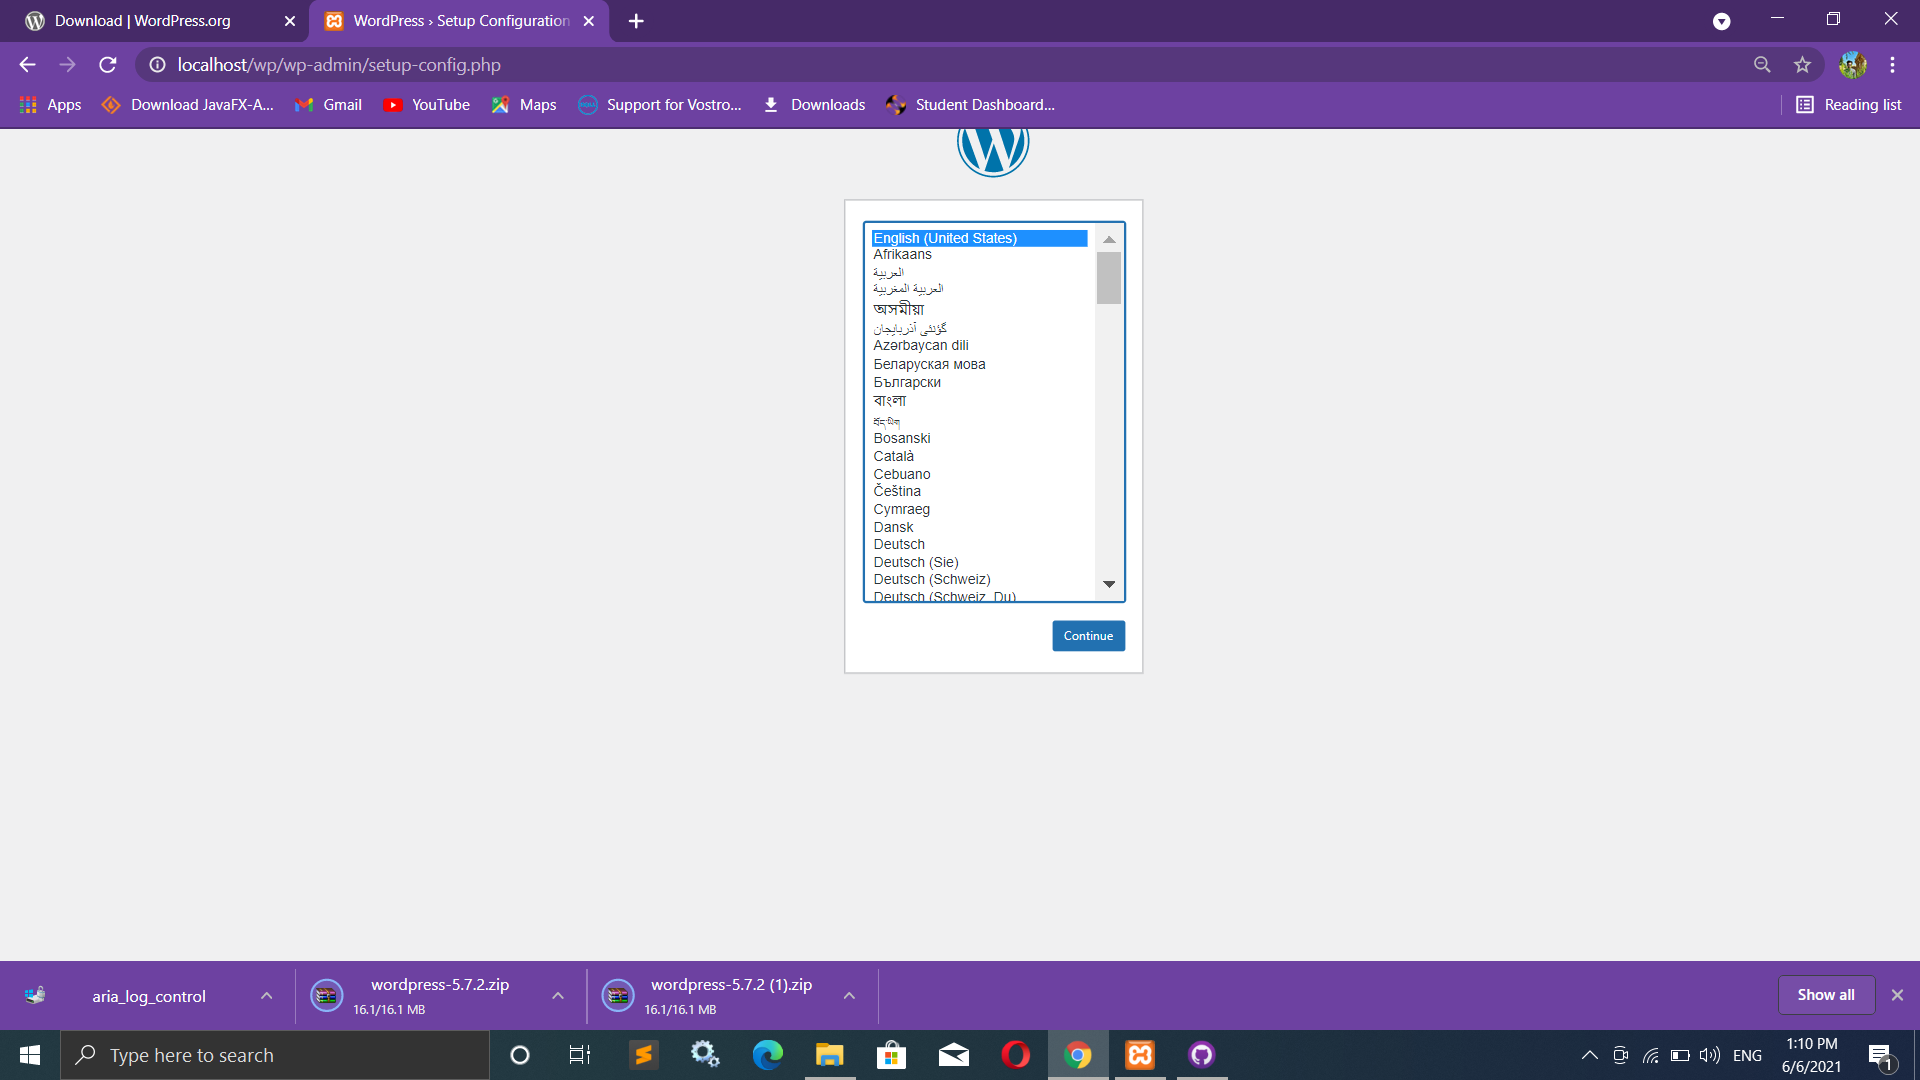 Download | WordPress.org
WordPress › Setup Configuration
localhost/wp/wp-admin/setup-config.php
Apps
Download JavaFX-A...
Gmail
YouTube
Maps
Support for Vostro...
Downloads
Student Dashboard...
Reading list
English (United States)
Afrikaans
العربية
العربية المغربية
অসমীয়া
گؤنئی آذربایجان
Azərbaycan dili
Беларуская мова
Български
বাংলা
བོད་ཡིག
Bosanski
Català
Cebuano
Čeština
Cymraeg
Dansk
Deutsch
Deutsch (Sie)
Deutsch (Schweiz)
Deutsch (Schweiz, Du)
Continue
aria_log_control
wordpress-5.7.2.zip
16.1/16.1 MB
wordpress-5.7.2 (1).zip
16.1/16.1 MB
Show all
Type here to search
ENG
1:10 PM
6/6/2021
1